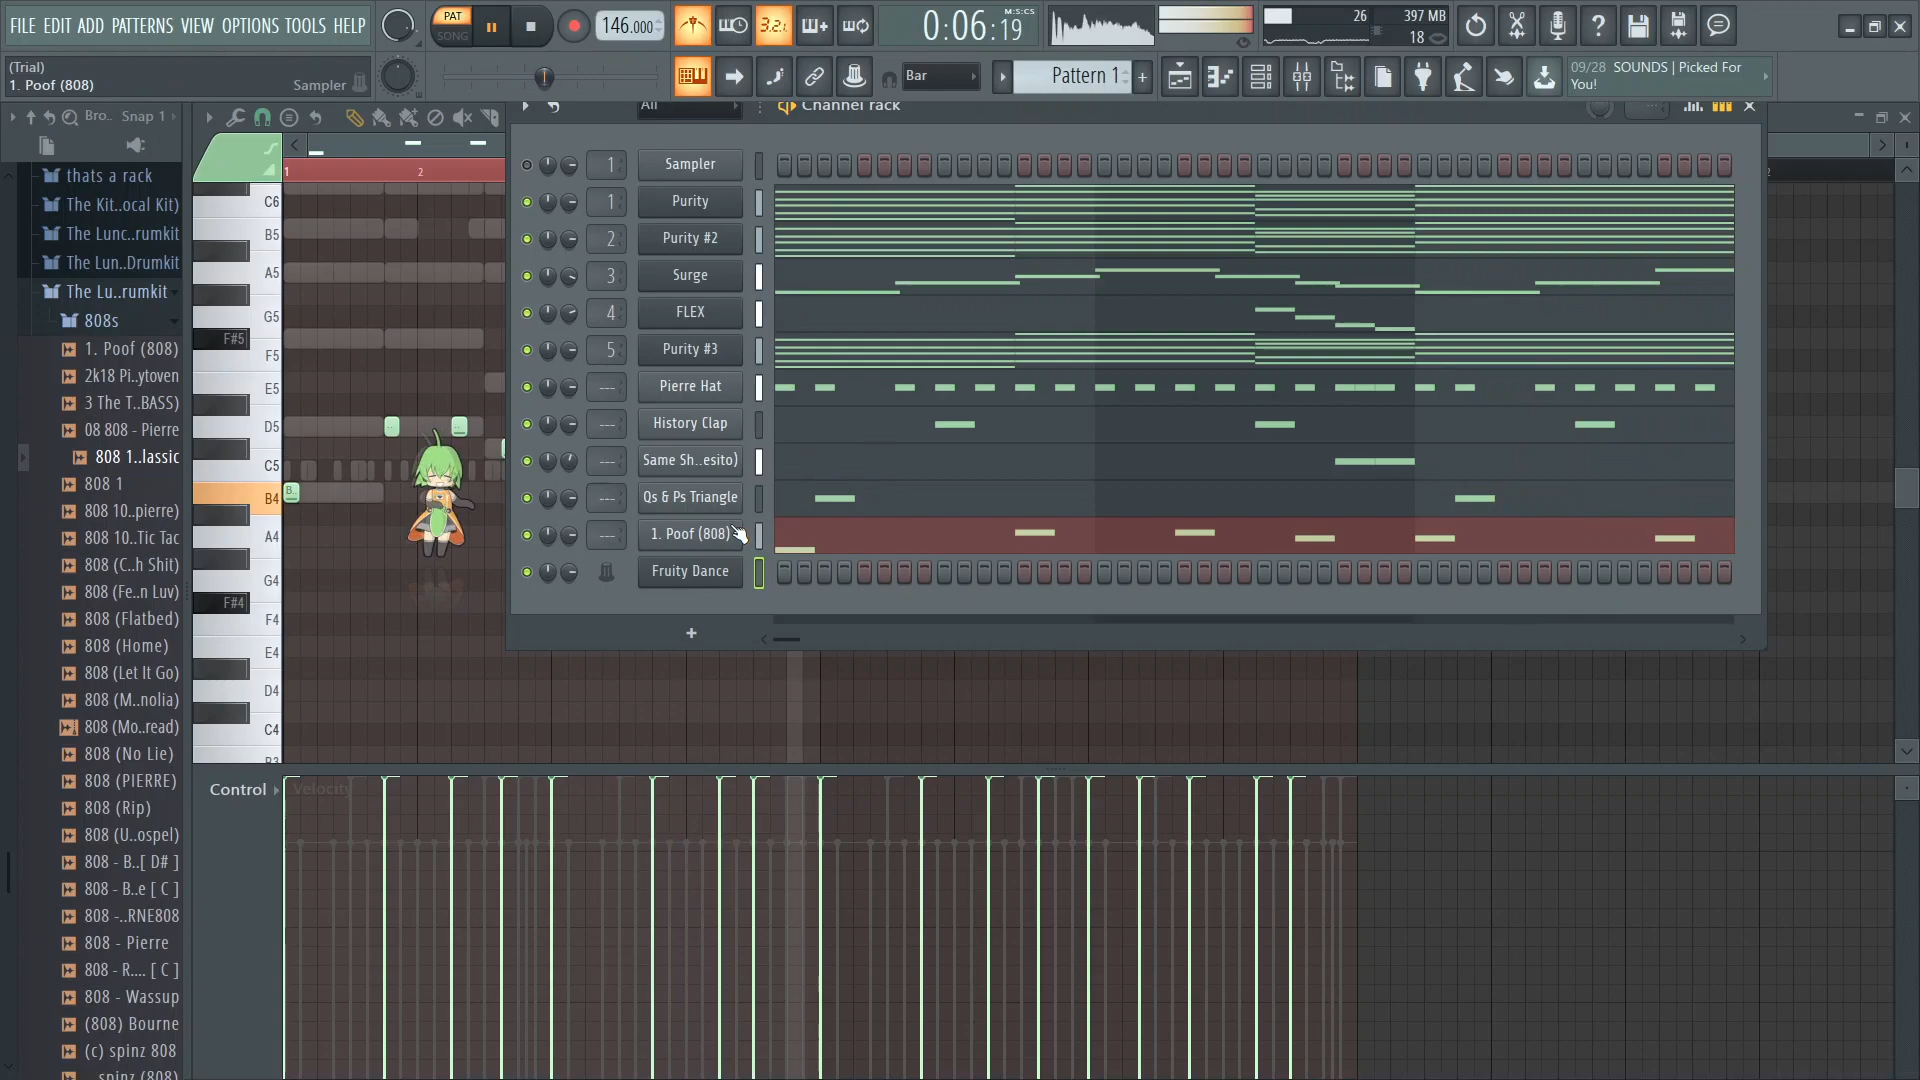 FILE EDIT ADD PATTERNS VIEW OPTIONS TOOLS HELP
(Trial)
1. Poof (808)
Sampler
PAT
SONG
146.000
3.2.
0:06:19
M:S:CS
26
397 MB
18
Bar
Pattern 1
09/28 SOUNDS | Picked For
You!
Bro..
Snap 1
All
Channel rack
thats a rack
The Kit..ocal Kit)
The Lunc..rumkit
The Lun..Drumkit
The Lu..rumkit
808s
1. Poof (808)
2k18 Pi..ytoven
3 The T..BASS)
08 808 - Pierre
808 1..lassic
808 1
808 10..pierre)
808 10..Tic Tac
808 (C..h Shit)
808 (Fe..n Luv)
808 (Flatbed)
808 (Home)
808 (Let It Go)
808 (M..nolia)
808 (Mo..read)
808 (No Lie)
808 (PIERRE)
808 (Rip)
808 (U..ospel)
808 - B..[ D# ]
808 - B..e [ C ]
808 -..RNE808
808 - Pierre
808 - R.... [ C ]
808 - Wassup
(808) Bourne
(c) spinz 808
spinz (808)
1
2
C6
B5
A5
G5
F#5
F5
E5
D5
C5
B4
A4
G4
F#4
F4
E4
D4
C4
B3
B..
1 Sampler
1 Purity
2 Purity #2
3 Surge
4 FLEX
5 Purity #3
--- Pierre Hat
--- History Clap
--- Same Sh..esito)
--- Qs & Ps Triangle
--- 1. Poof (808)
Fruity Dance
+
2
Control
Velocity